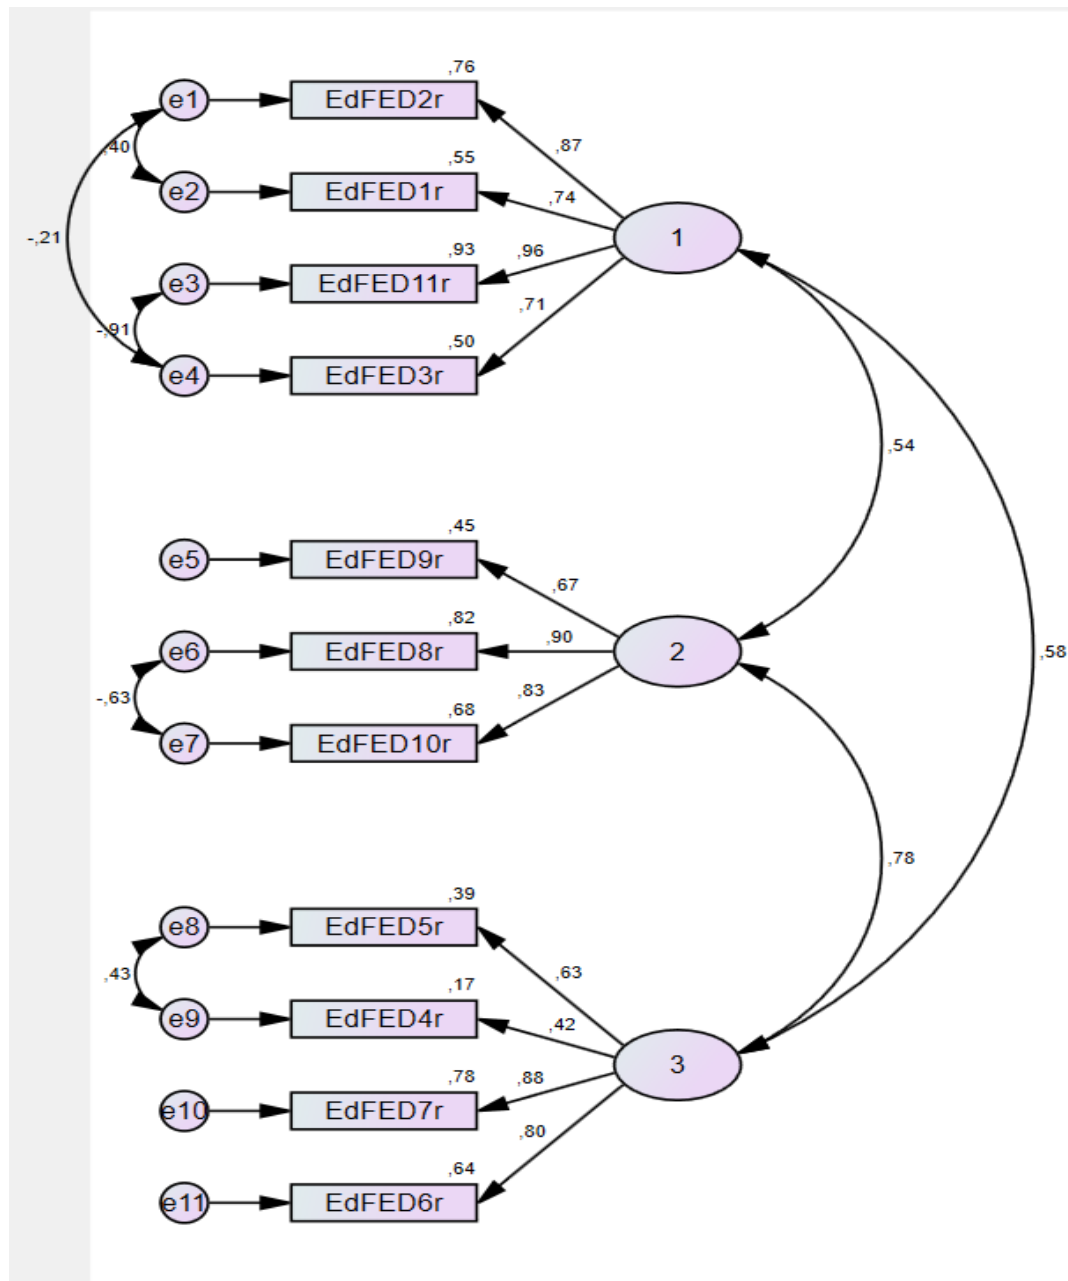 ,76
e1
EdFED2r
,87
,40
,55
e2
EdFED1r
,74
1
-,21
,93
,96
e3
EdFED11r
,71
-,91
,50
e4
EdFED3r
,54
,45
e5
EdFED9r
,67
,82
,90
e6
EdFED8r
2
,58
-,63
,83
,68
e7
EdFED10r
,78
,39
e8
EdFED5r
,43
,63
,17
e9
EdFED4r
,42
3
,78
,88
e10
EdFED7r
,80
,64
e11
EdFED6r